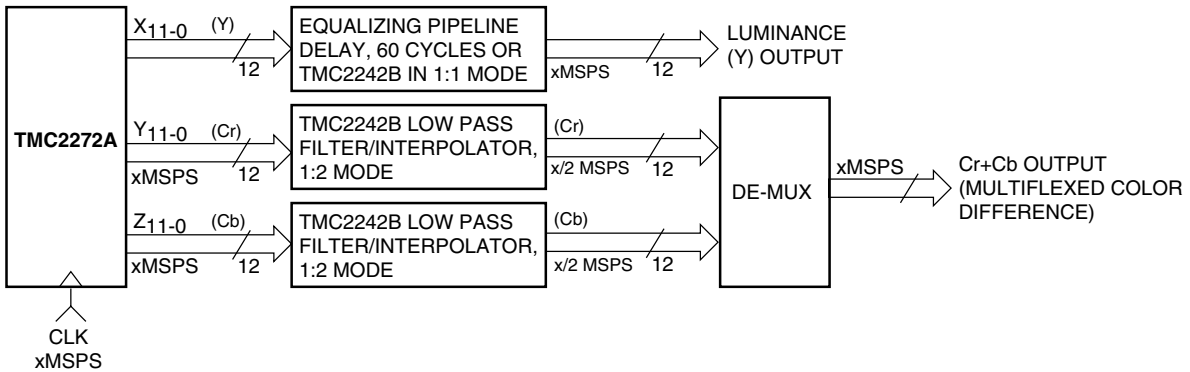 TMC2272A
CLK
xMSPS
X11-0 (Y)
12
EQUALIZING PIPELINE
DELAY, 60 CYCLES OR
TMC2242B IN 1:1 MODE
xMSPS 12
LUMINANCE
(Y) OUTPUT
Y11-0 (Cr)
xMSPS 12
TMC2242B LOW PASS
FILTER/INTERPOLATOR,
1:2 MODE
(Cr)
x/2 MSPS 12
Z11-0 (Cb)
xMSPS 12
TMC2242B LOW PASS
FILTER/INTERPOLATOR,
1:2 MODE
(Cb)
x/2 MSPS 12
DE-MUX
xMSPS
Cr+Cb OUTPUT
(MULTIFLEXED COLOR
DIFFERENCE)